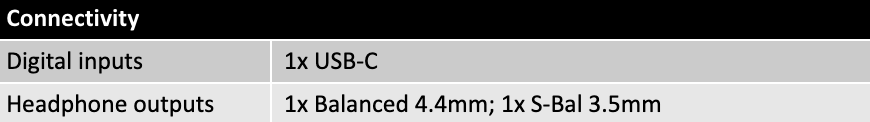 Connectivity
Digital inputs 1x USB-C
Headphone outputs 1x Balanced 4.4mm; 1x S-Bal 3.5mm